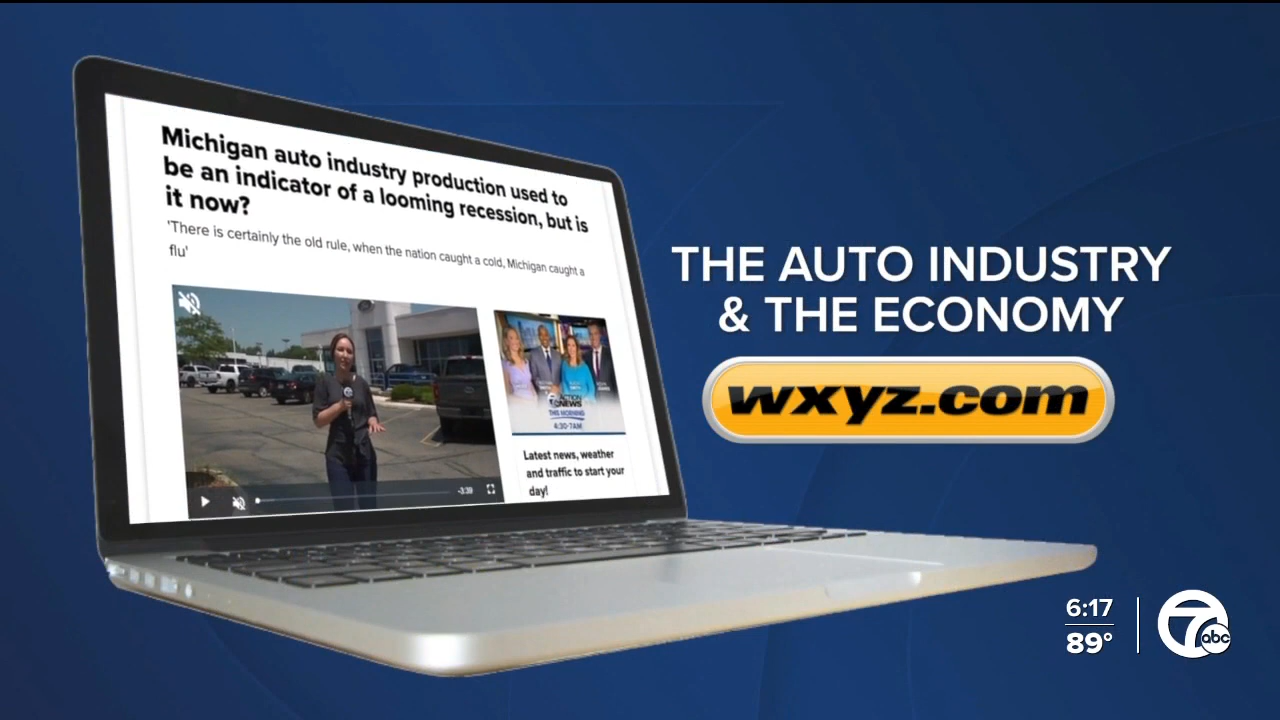 Michigan auto industry production used to
be an indicator of a looming recession, but is
it now?
'There is certainly the old rule, when the nation caught a cold, Michigan caught a
flu'
-3:39
7 ACTION
NEWS
THIS MORNING
4:30-7AM
Latest news, weather
and traffic to start your
day!
THE AUTO INDUSTRY
& THE ECONOMY
wxyz.com
6:17
89°
7 abc